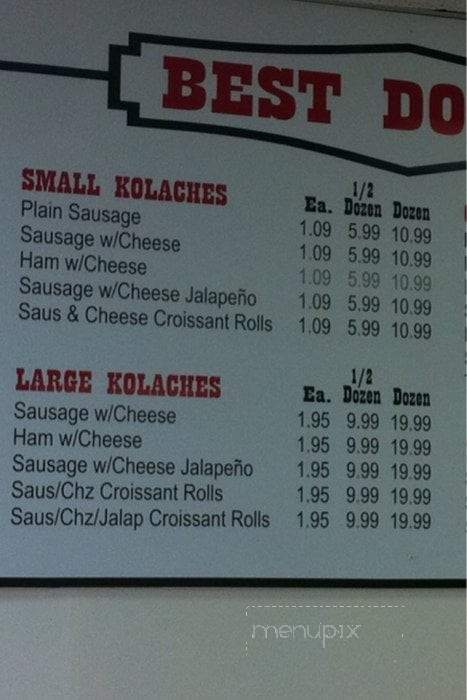 BEST DO
SMALL KOLACHES Ea. 1/2 Dozen Dozen
Plain Sausage 1.09 5.99 10.99
Sausage w/Cheese 1.09 5.99 10.99
Ham w/Cheese 1.09 5.99 10.99
Sausage w/Cheese Jalapeño 1.09 5.99 10.99
Saus & Cheese Croissant Rolls 1.09 5.99 10.99
LARGE KOLACHES Ea. 1/2 Dozen Dozen
Sausage w/Cheese 1.95 9.99 19.99
Ham w/Cheese 1.95 9.99 19.99
Sausage w/Cheese Jalapeño 1.95 9.99 19.99
Saus/Chz Croissant Rolls 1.95 9.99 19.99
Saus/Chz/Jalap Croissant Rolls 1.95 9.99 19.99
menupix